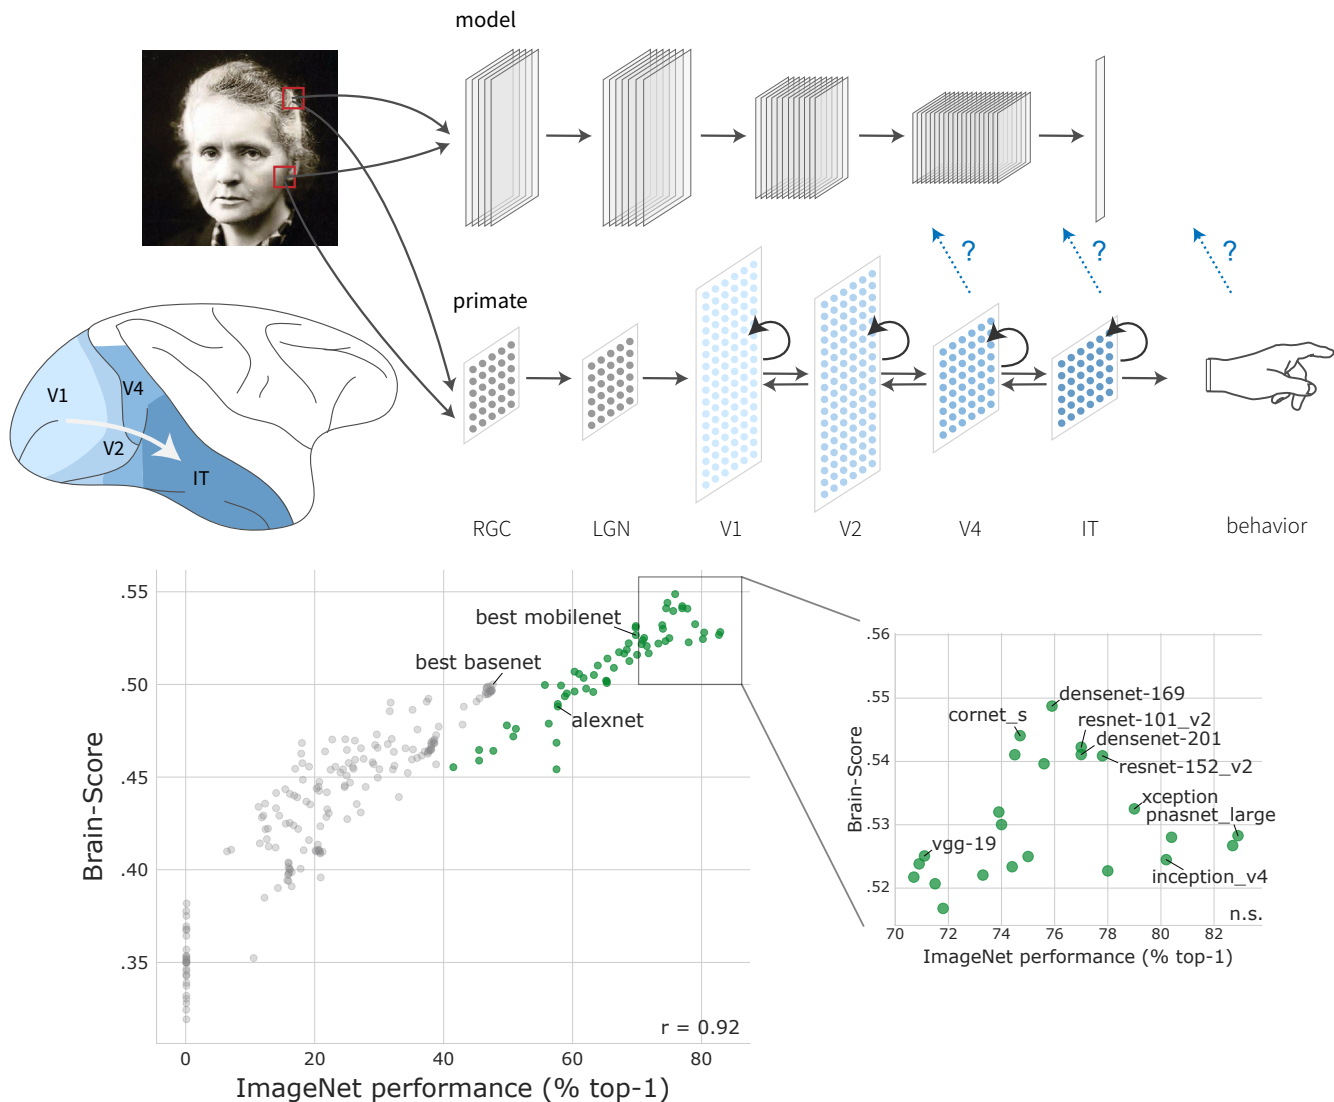 model
primate
?
?
?
V1
V4
V2
IT
RGC
LGN
V1
V2
V4
IT
behavior
Brain-Score
.55
.50
.45
.40
.35
best mobilenet
best basenet
alexnet
r = 0.92
0
20
40
60
80
ImageNet performance (% top-1)
Brain-Score
.56
.55
.54
.53
.52
densenet-169
cornet_s
resnet-101_v2
densenet-201
resnet-152_v2
xception
pnasnet_large
vgg-19
inception_v4
n.s.
70
72
74
76
78
80
82
ImageNet performance (% top-1)